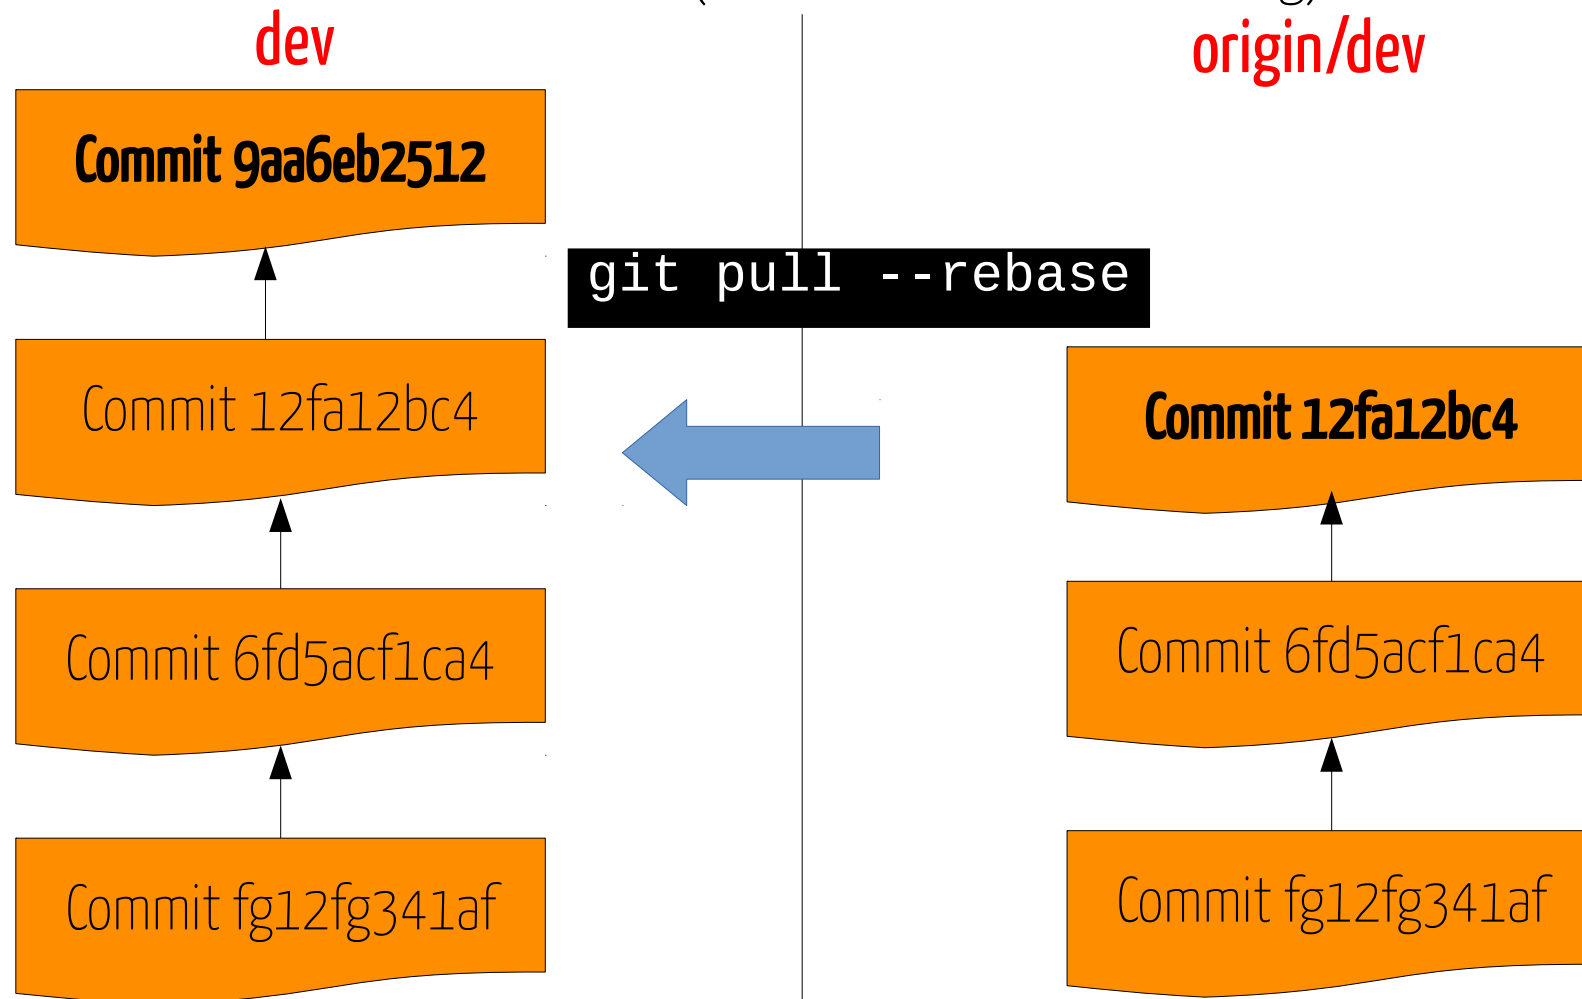 dev
origin/dev
Commit 9aa6eb2512
git pull --rebase
Commit 12fa12bc4
Commit 12fa12bc4
Commit 6fd5acf1ca4
Commit 6fd5acf1ca4
Commit fg12fg341af
Commit fg12fg341af